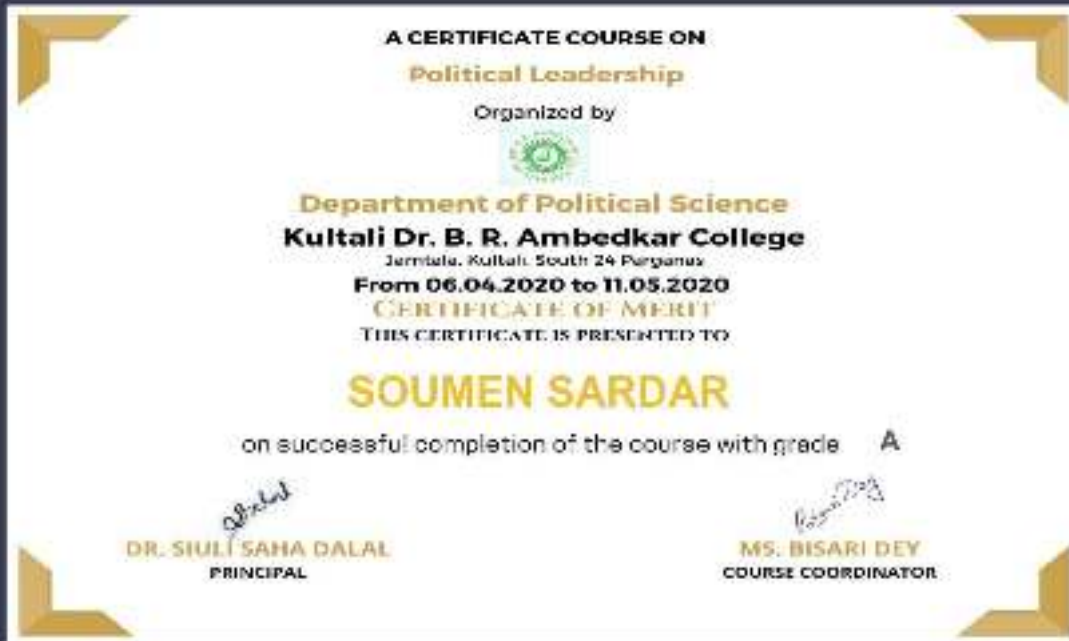 A CERTIFICATE COURSE ON
Political Leadership
Organized by
Department of Political Science
Kultali Dr. B. R. Ambedkar College
Jamtala, Kultali, South 24 Parganas
From 06.04.2020 to 11.05.2020
CERTIFICATE OF MERIT
THIS CERTIFICATE IS PRESENTED TO
SOUMEN SARDAR
on successful completion of the course with grade A
DR. SIULI SAHA DALAL
PRINCIPAL
MS. BISARI DEY
COURSE COORDINATOR